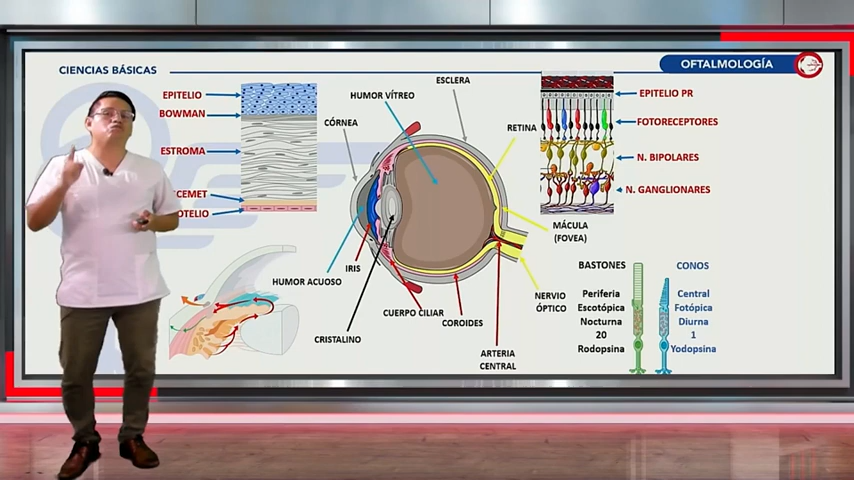 CIENCIAS BÁSICAS
OFTALMOLOGÍA
EPITELIO
BOWMAN
ESTROMA
CEMET
OTELIO
CÓRNEA
HUMOR VÍTREO
ESCLERA
RETINA
MÁCULA
(FOVEA)
HUMOR ACUOSO
IRIS
CRISTALINO
CUERPO CILIAR
COROIDES
ARTERIA
CENTRAL
NERVIO
ÓPTICO
EPITELIO PR
FOTORECEPTORES
N. BIPOLARES
N. GANGLIONARES
BASTONES
Periferia
Escotópica
Nocturna
20
Rodopsina
CONOS
Central
Fotópica
Diurna
1
Yodopsina